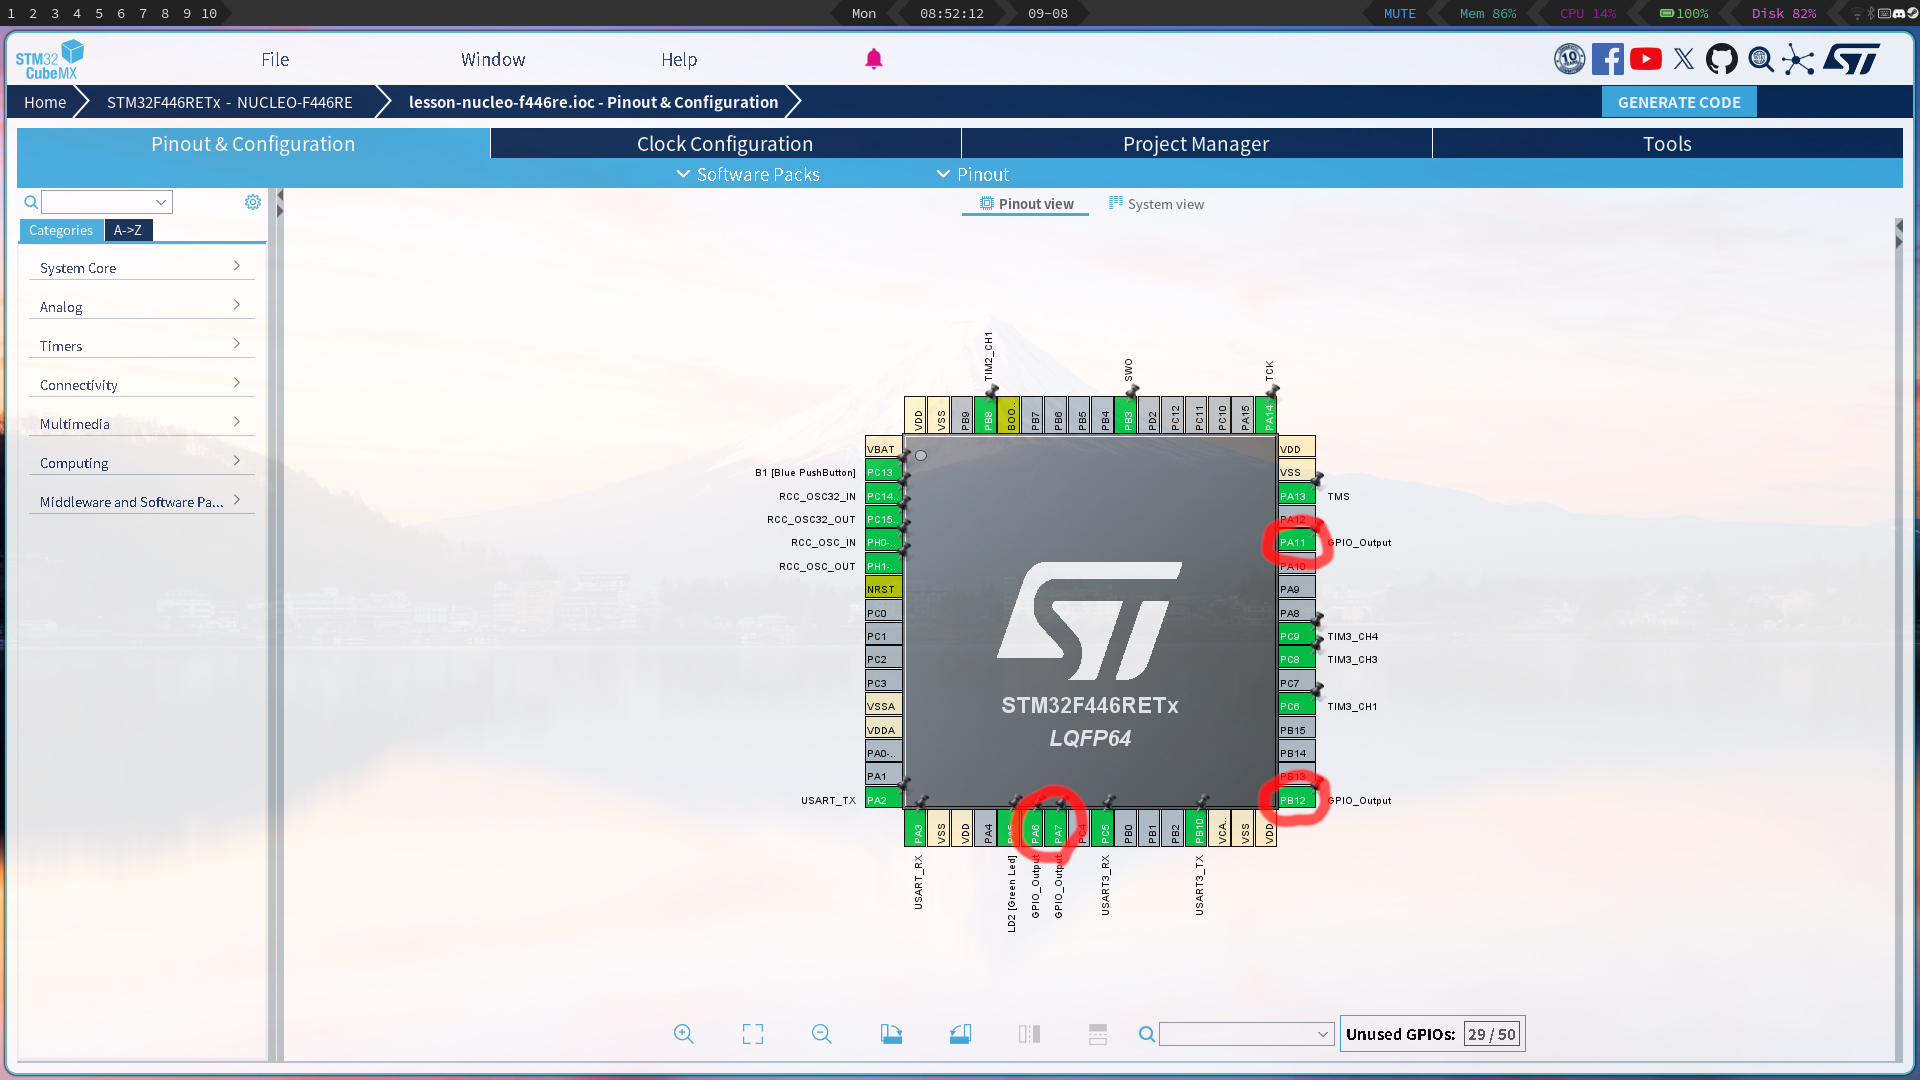 1 2 3 4 5 6 7 8 9 10
Mon
08:52:12
09-08
MUTE
Mem 86%
CPU 14%
100%
Disk 82%
STM32
CubeMX
File
Window
Help
10
ST
Home
STM32F446RETx - NUCLEO-F446RE
lesson-nucleo-f446re.ioc - Pinout & Configuration
GENERATE CODE
Pinout & Configuration
Clock Configuration
Project Manager
Tools
Software Packs
Pinout
Pinout view
System view
Categories
A->Z
System Core
Analog
Timers
Connectivity
Multimedia
Computing
Middleware and Software Pa...
TIM2_CH1
SWO
TCK
VDD
VSS
PB9
PB8
BOO..
PB7
PB6
PB5
PB4
PB3
PD2
PC12
PC11
PC10
PA15
PA14
VBAT
B1 [Blue PushButton]
PC13
RCC_OSC32_IN
PC14..
RCC_OSC32_OUT
PC15..
RCC_OSC_IN
PH0-..
RCC_OSC_OUT
PH1-..
NRST
PC0
PC1
PC2
PC3
VSSA
VDDA
PA0-..
PA1
USART_TX
PA2
ST
STM32F446RETx
LQFP64
VDD
VSS
PA13
TMS
PA12
PA11
GPIO_Output
PA10
PA9
PA8
PC9
TIM3_CH4
PC8
TIM3_CH3
PC7
PC6
TIM3_CH1
PB15
PB14
PB13
PB12
GPIO_Output
PA3
VSS
VDD
PA4
PA5
PA6
PA7
PC4
PC5
PB0
PB1
PB2
PB10
VCA..
VSS
VDD
USART_RX
LD2 [Green Led]
GPIO_Output
GPIO_Output
USART3_RX
USART3_TX
Unused GPIOs:
29 / 50